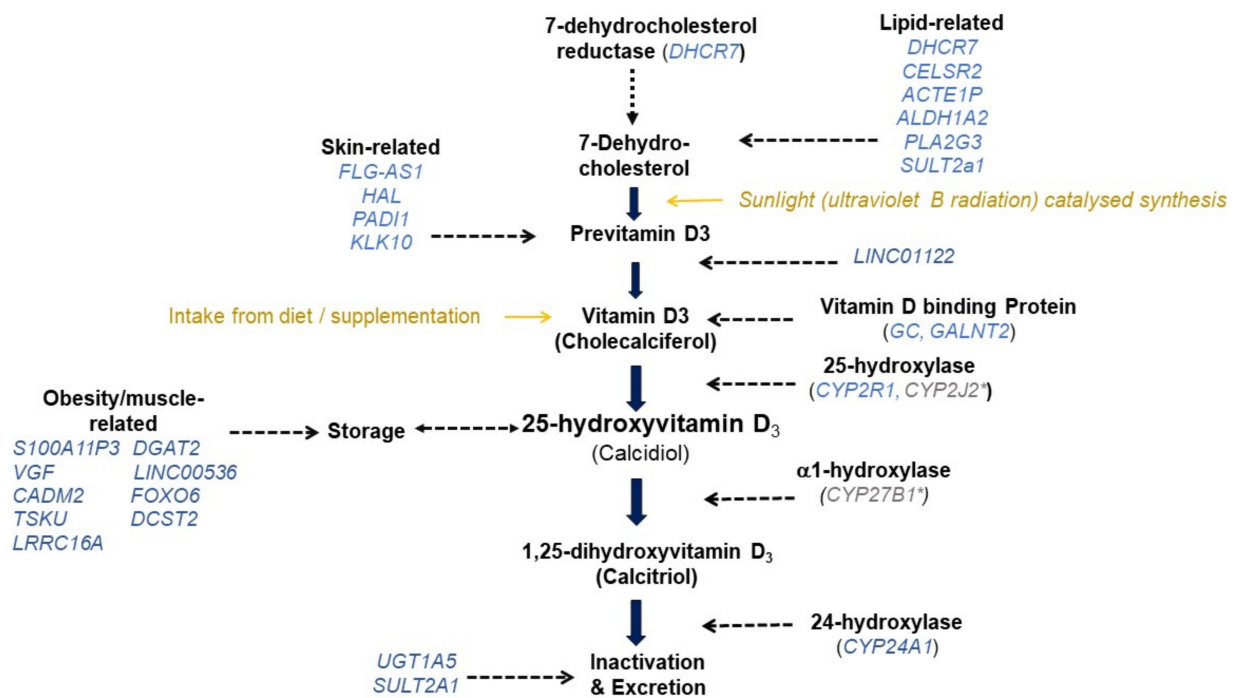 7-dehydrocholesterol
reductase (DHCR7)
Lipid-related
DHCR7
CELSR2
ACTE1P
ALDH1A2
PLA2G3
SULT2a1
7-Dehydro-
cholesterol
Skin-related
FLG-AS1
HAL
PADI1
KLK10
Sunlight (ultraviolet B radiation) catalysed synthesis
Previtamin D3
LINC01122
Intake from diet / supplementation
Vitamin D3
(Cholecalciferol)
Vitamin D binding Protein
(GC, GALNT2)
25-hydroxylase
(CYP2R1, CYP2J2*)
Obesity/muscle-
related
S100A11P3 DGAT2
VGF LINC00536
CADM2 FOXO6
TSKU DCST2
LRRC16A
Storage
25-hydroxyvitamin D3
(Calcidiol)
α1-hydroxylase
(CYP27B1*)
1,25-dihydroxyvitamin D3
(Calcitriol)
24-hydroxylase
(CYP24A1)
UGT1A5
SULT2A1
Inactivation
& Excretion